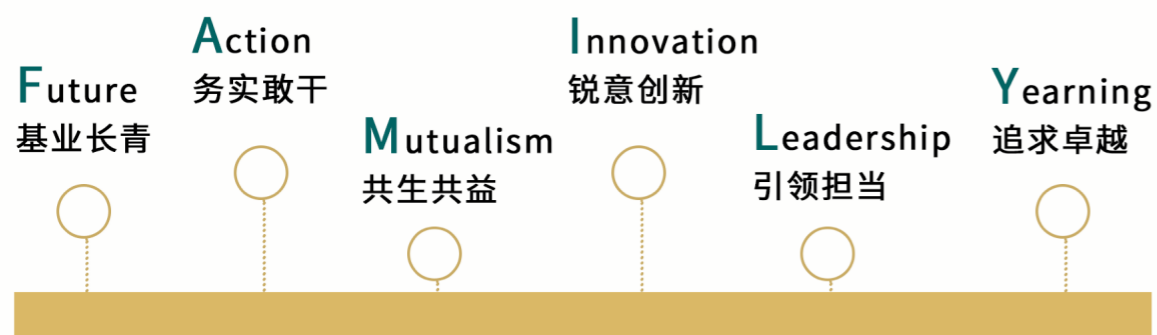 Future
基业长青
Action
务实敢干
Mutualism
共生共益
Innovation
锐意创新
Leadership
引领担当
Yearning
追求卓越